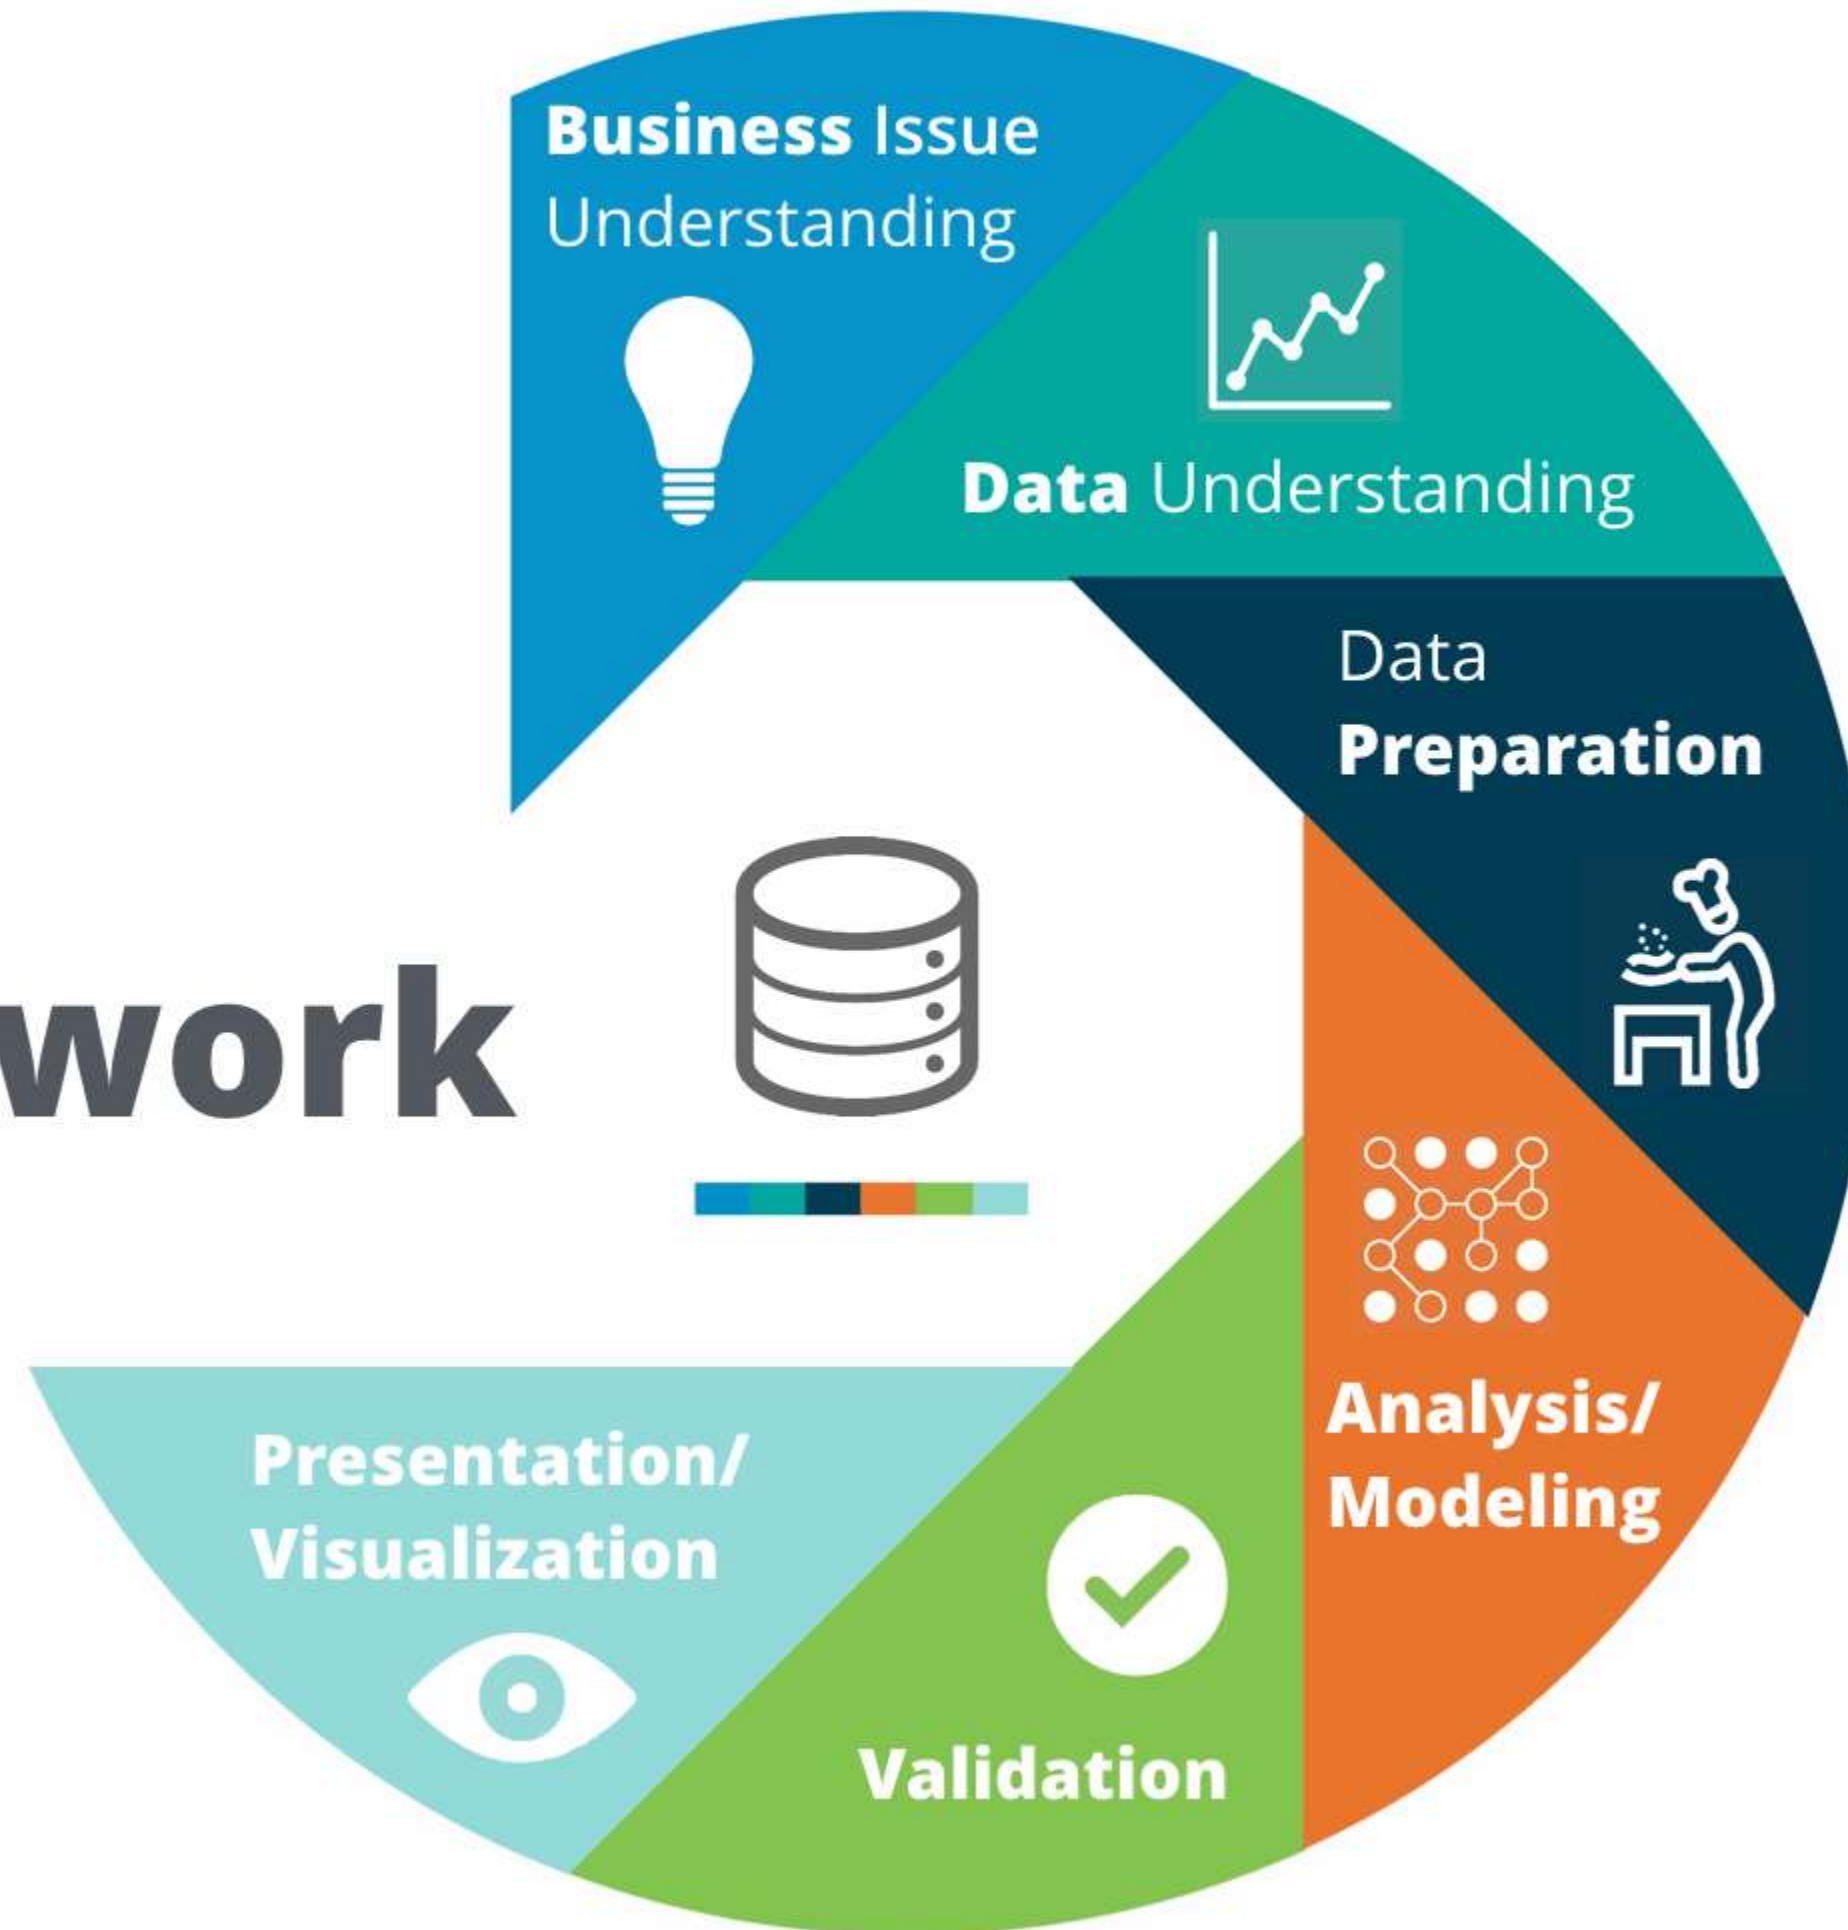 Business Issue
Understanding
Data Understanding
Data
Preparation
work
Analysis/
Modeling
Presentation/
Visualization
Validation